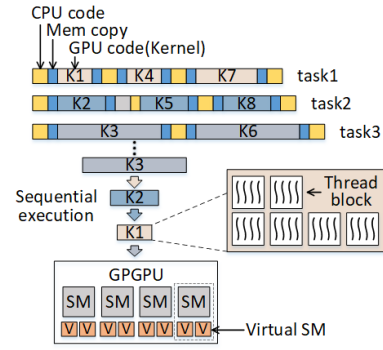 CPU code
Mem copy
GPU code(Kernel)
K1 K4 K7 task1
K2 K5 K8 task2
K3 K6 task3
K3
Sequential
execution
K2
K1
Thread
block
GPGPU
SM SM SM SM
V V V V V V V V
Virtual SM